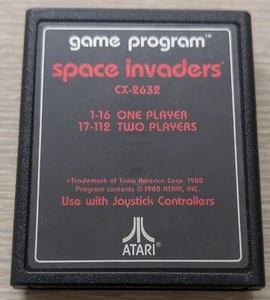 game program™
space invaders*
CX-2632
1-16 ONE PLAYER
17-112 TWO PLAYERS
*Trademark of Taito America Corp. 1980
Program contents © 1980 ATARI, INC.
Use with Joystick Controllers
ATARI®